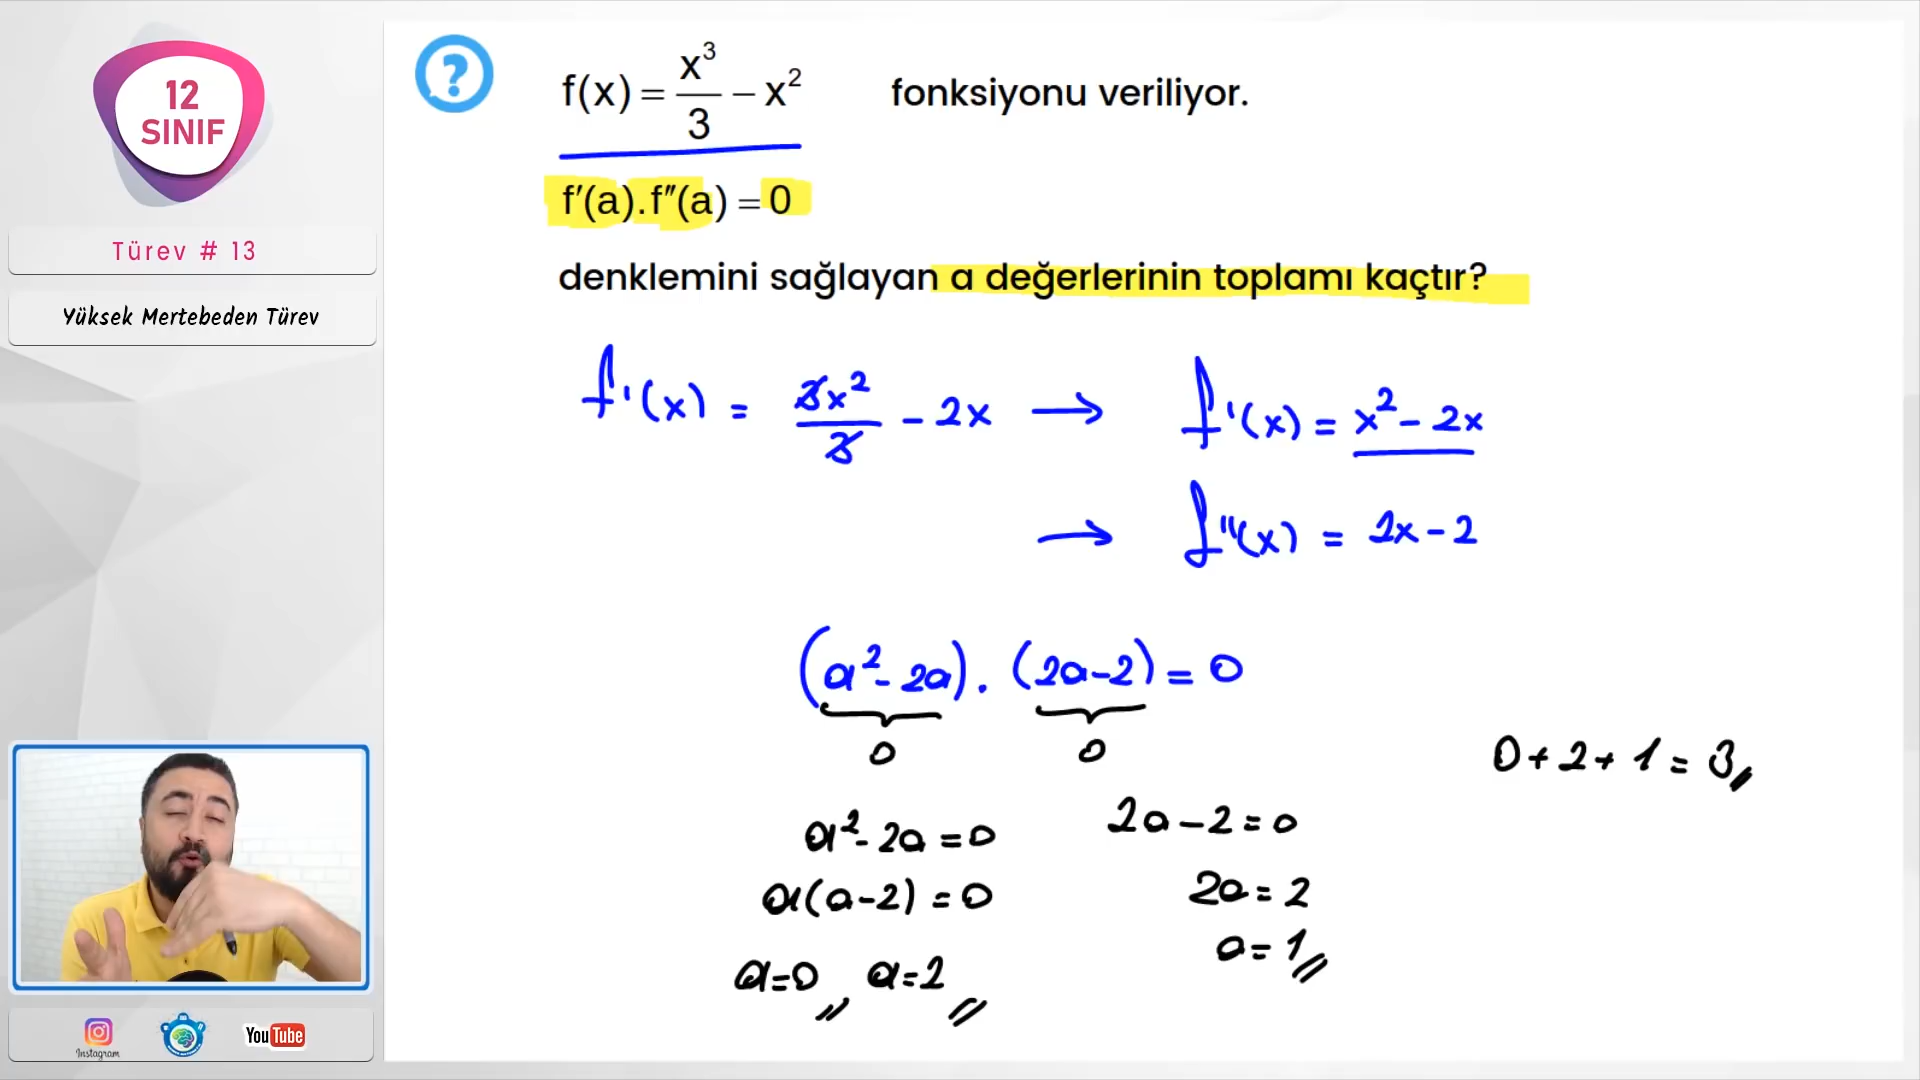 12
SINIF
Türev # 13
Yüksek Mertebeden Türev
f(x) = x³/3 − x² fonksiyonu veriliyor.
f′(a).f″(a) = 0
denklemini sağlayan a değerlerinin toplamı kaçtır?
f'(x) = 3x²/3 - 2x → f'(x) = x² - 2x
→ f''(x) = 2x - 2
(a² - 2a) . (2a - 2) = 0
0 0
0 + 2 + 1 = 3
a² - 2a = 0 2a - 2 = 0
a(a - 2) = 0 2a = 2
a = 0, a = 2 a = 1
Instagram
YouTube